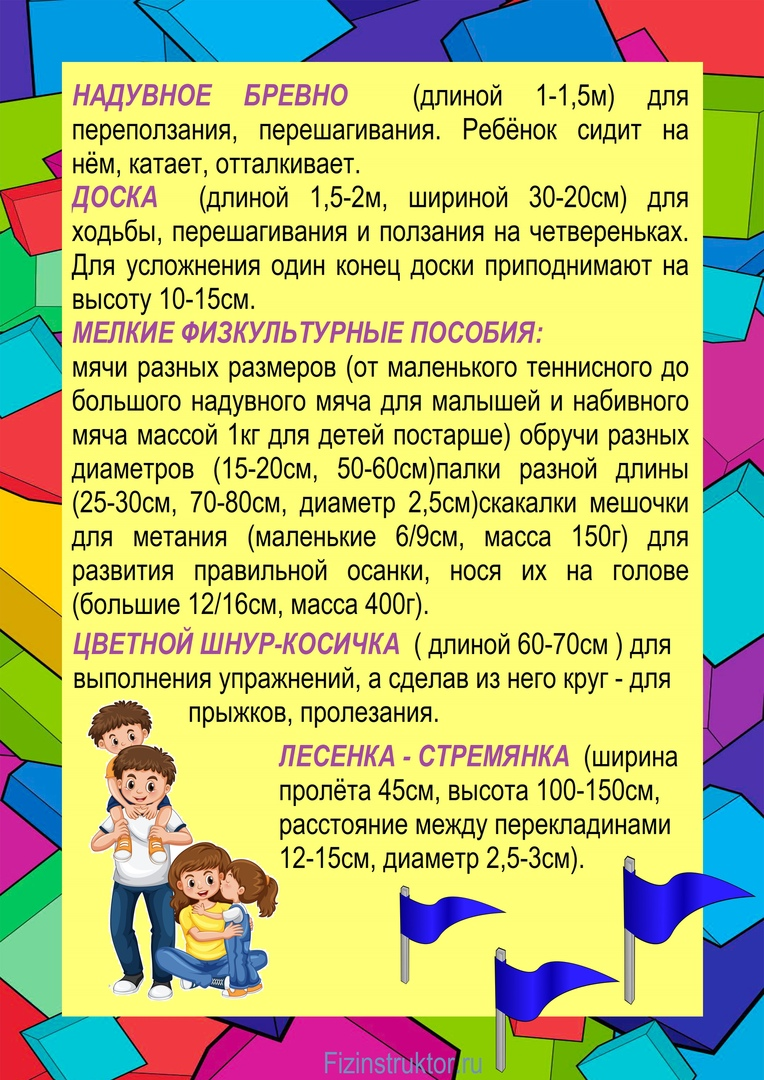 НАДУВНОЕ БРЕВНО (длиной 1-1,5м) для
переползания, перешагивания. Ребёнок сидит на
нём, катает, отталкивает.
ДОСКА (длиной 1,5-2м, шириной 30-20см) для
ходьбы, перешагивания и ползания на четвереньках.
Для усложнения один конец доски приподнимают на
высоту 10-15см.
МЕЛКИЕ ФИЗКУЛЬТУРНЫЕ ПОСОБИЯ:
мячи разных размеров (от маленького теннисного до
большого надувного мяча для малышей и набивного
мяча массой 1кг для детей постарше) обручи разных
диаметров (15-20см, 50-60см)палки разной длины
(25-30см, 70-80см, диаметр 2,5см)скакалки мешочки
для метания (маленькие 6/9см, масса 150г) для
развития правильной осанки, нося их на голове
(большие 12/16см, масса 400г).
ЦВЕТНОЙ ШНУР-КОСИЧКА ( длиной 60-70см ) для
выполнения упражнений, а сделав из него круг - для
прыжков, пролезания.
ЛЕСЕНКА - СТРЕМЯНКА (ширина
пролёта 45см, высота 100-150см,
расстояние между перекладинами
12-15см, диаметр 2,5-3см).
Fizinstruktor.ru